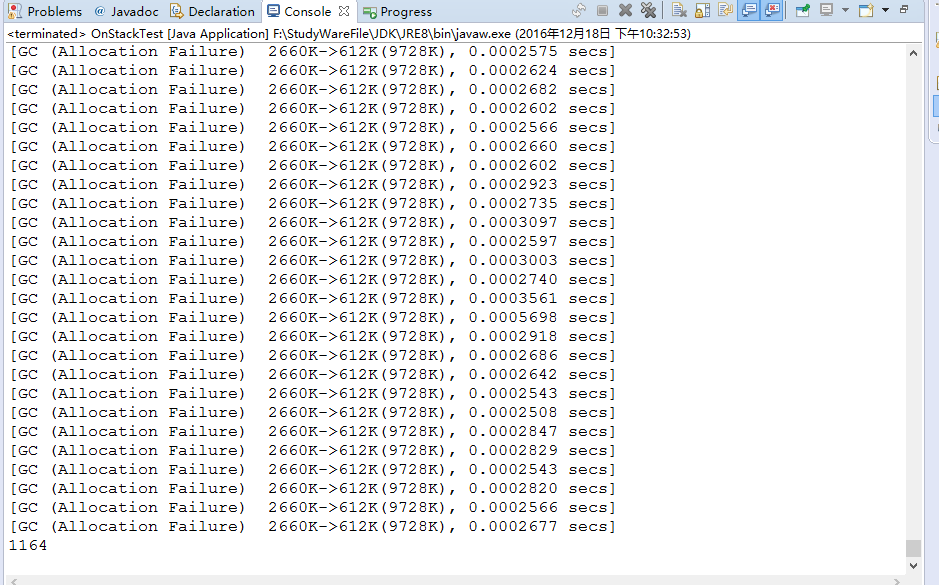 Problems @ Javadoc Declaration Console Progress
<terminated> OnStackTest [Java Application] F:\StudyWareFile\JDK\JRE8\bin\javaw.exe (2016年12月18日 下午10:32:53)
[GC (Allocation Failure)  2660K->612K(9728K), 0.0002575 secs]
[GC (Allocation Failure)  2660K->612K(9728K), 0.0002624 secs]
[GC (Allocation Failure)  2660K->612K(9728K), 0.0002682 secs]
[GC (Allocation Failure)  2660K->612K(9728K), 0.0002602 secs]
[GC (Allocation Failure)  2660K->612K(9728K), 0.0002566 secs]
[GC (Allocation Failure)  2660K->612K(9728K), 0.0002660 secs]
[GC (Allocation Failure)  2660K->612K(9728K), 0.0002602 secs]
[GC (Allocation Failure)  2660K->612K(9728K), 0.0002923 secs]
[GC (Allocation Failure)  2660K->612K(9728K), 0.0002735 secs]
[GC (Allocation Failure)  2660K->612K(9728K), 0.0003097 secs]
[GC (Allocation Failure)  2660K->612K(9728K), 0.0002597 secs]
[GC (Allocation Failure)  2660K->612K(9728K), 0.0003003 secs]
[GC (Allocation Failure)  2660K->612K(9728K), 0.0002740 secs]
[GC (Allocation Failure)  2660K->612K(9728K), 0.0003561 secs]
[GC (Allocation Failure)  2660K->612K(9728K), 0.0005698 secs]
[GC (Allocation Failure)  2660K->612K(9728K), 0.0002918 secs]
[GC (Allocation Failure)  2660K->612K(9728K), 0.0002686 secs]
[GC (Allocation Failure)  2660K->612K(9728K), 0.0002642 secs]
[GC (Allocation Failure)  2660K->612K(9728K), 0.0002543 secs]
[GC (Allocation Failure)  2660K->612K(9728K), 0.0002508 secs]
[GC (Allocation Failure)  2660K->612K(9728K), 0.0002847 secs]
[GC (Allocation Failure)  2660K->612K(9728K), 0.0002829 secs]
[GC (Allocation Failure)  2660K->612K(9728K), 0.0002543 secs]
[GC (Allocation Failure)  2660K->612K(9728K), 0.0002820 secs]
[GC (Allocation Failure)  2660K->612K(9728K), 0.0002566 secs]
[GC (Allocation Failure)  2660K->612K(9728K), 0.0002677 secs]
1164